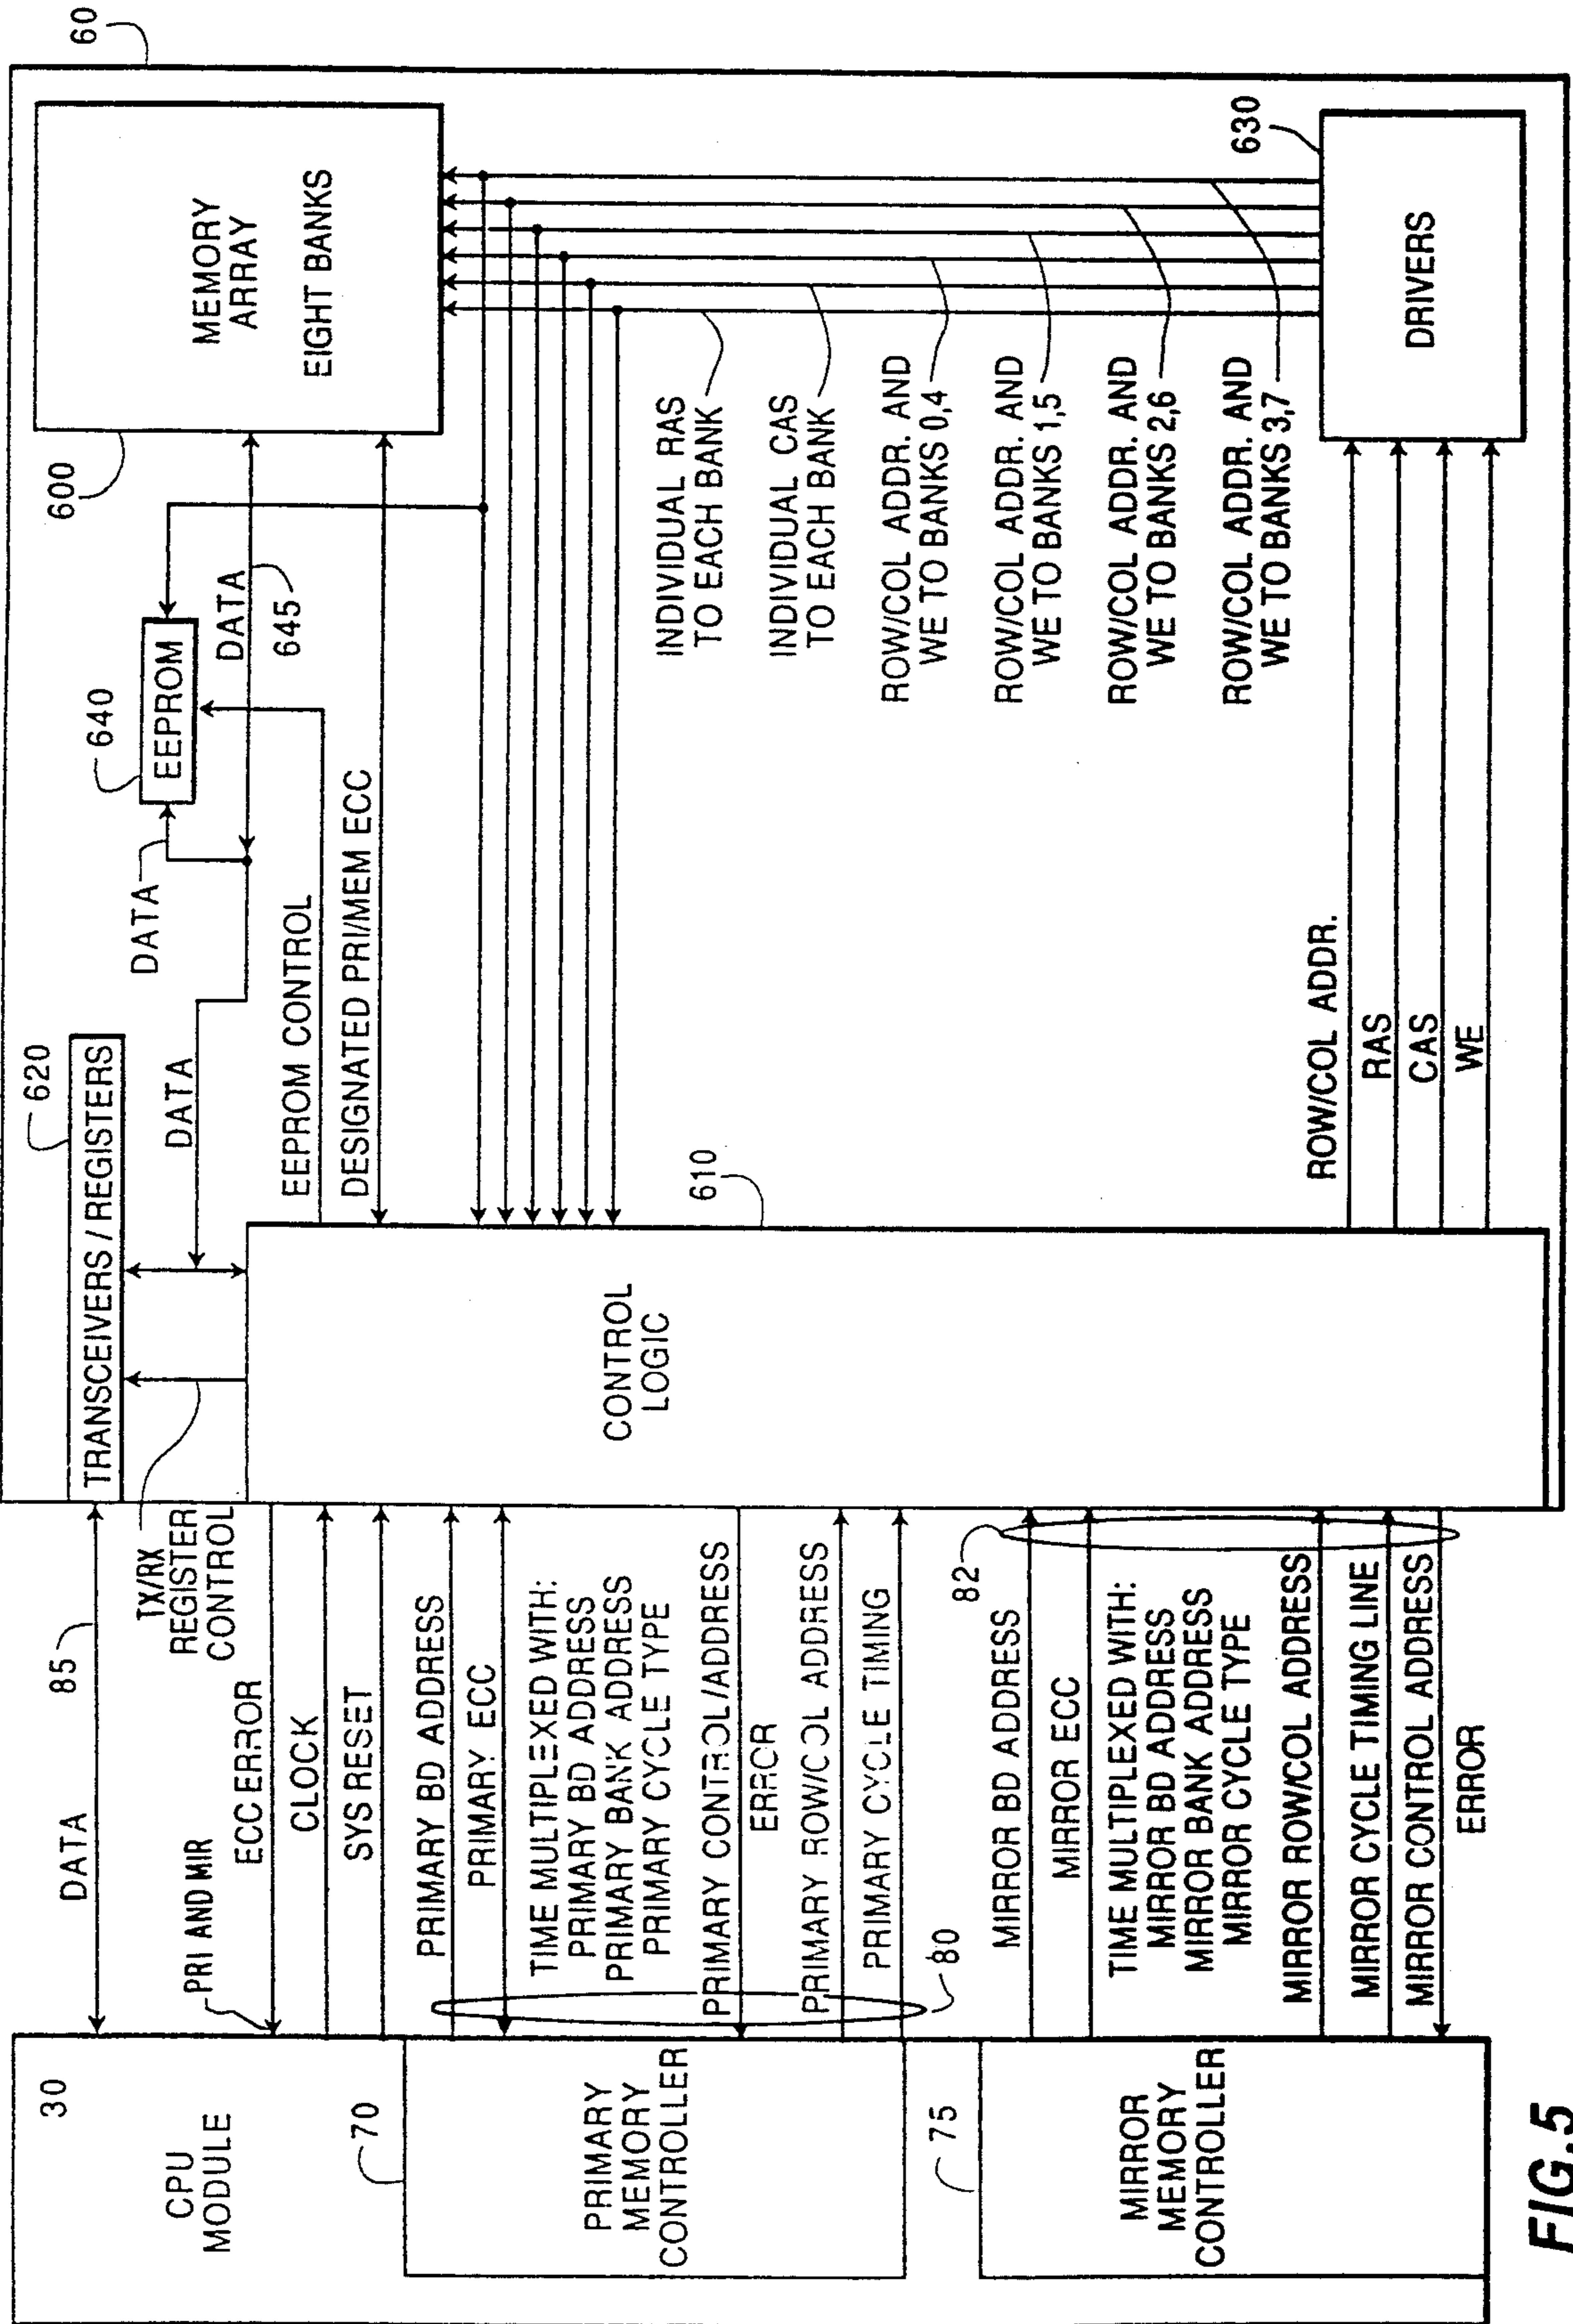 30
CPU
MODULE
70
PRIMARY
MEMORY
CONTROLLER
75
MIRROR
MEMORY
CONTROLLER
DATA
85
PRI AND MIR
ECC ERROR
CLOCK
SYS RESET
PRIMARY BD ADDRESS
PRIMARY ECC
TIME MULTIPLEXED WITH:
PRIMARY BD ADDRESS
PRIMARY BANK ADDRESS
PRIMARY CYCLE TYPE
PRIMARY CONTROL/ADDRESS
ERROR
PRIMARY ROW/COL ADDRESS
PRIMARY CYCLE TIMING
80
82
MIRROR BD ADDRESS
MIRROR ECC
TIME MULTIPLEXED WITH:
MIRROR BD ADDRESS
MIRROR BANK ADDRESS
MIRROR CYCLE TYPE
MIRROR ROW/COL ADDRESS
MIRROR CYCLE TIMING LINE
MIRROR CONTROL ADDRESS
ERROR
TX/RX
REGISTER
CONTROL
TRANSCEIVERS / REGISTERS
620
CONTROL
LOGIC
610
DATA
DATA
EEPROM
640
DATA
645
EEPROM CONTROL
DESIGNATED PRI/MEM ECC
60
600
MEMORY
ARRAY
EIGHT BANKS
INDIVIDUAL RAS
TO EACH BANK
INDIVIDUAL CAS
TO EACH BANK
ROW/COL ADDR. AND
WE TO BANKS 0,4
ROW/COL ADDR. AND
WE TO BANKS 1,5
ROW/COL ADDR. AND
WE TO BANKS 2,6
ROW/COL ADDR. AND
WE TO BANKS 3,7
630
DRIVERS
ROW/COL ADDR.
RAS
CAS
WE
FIG.5